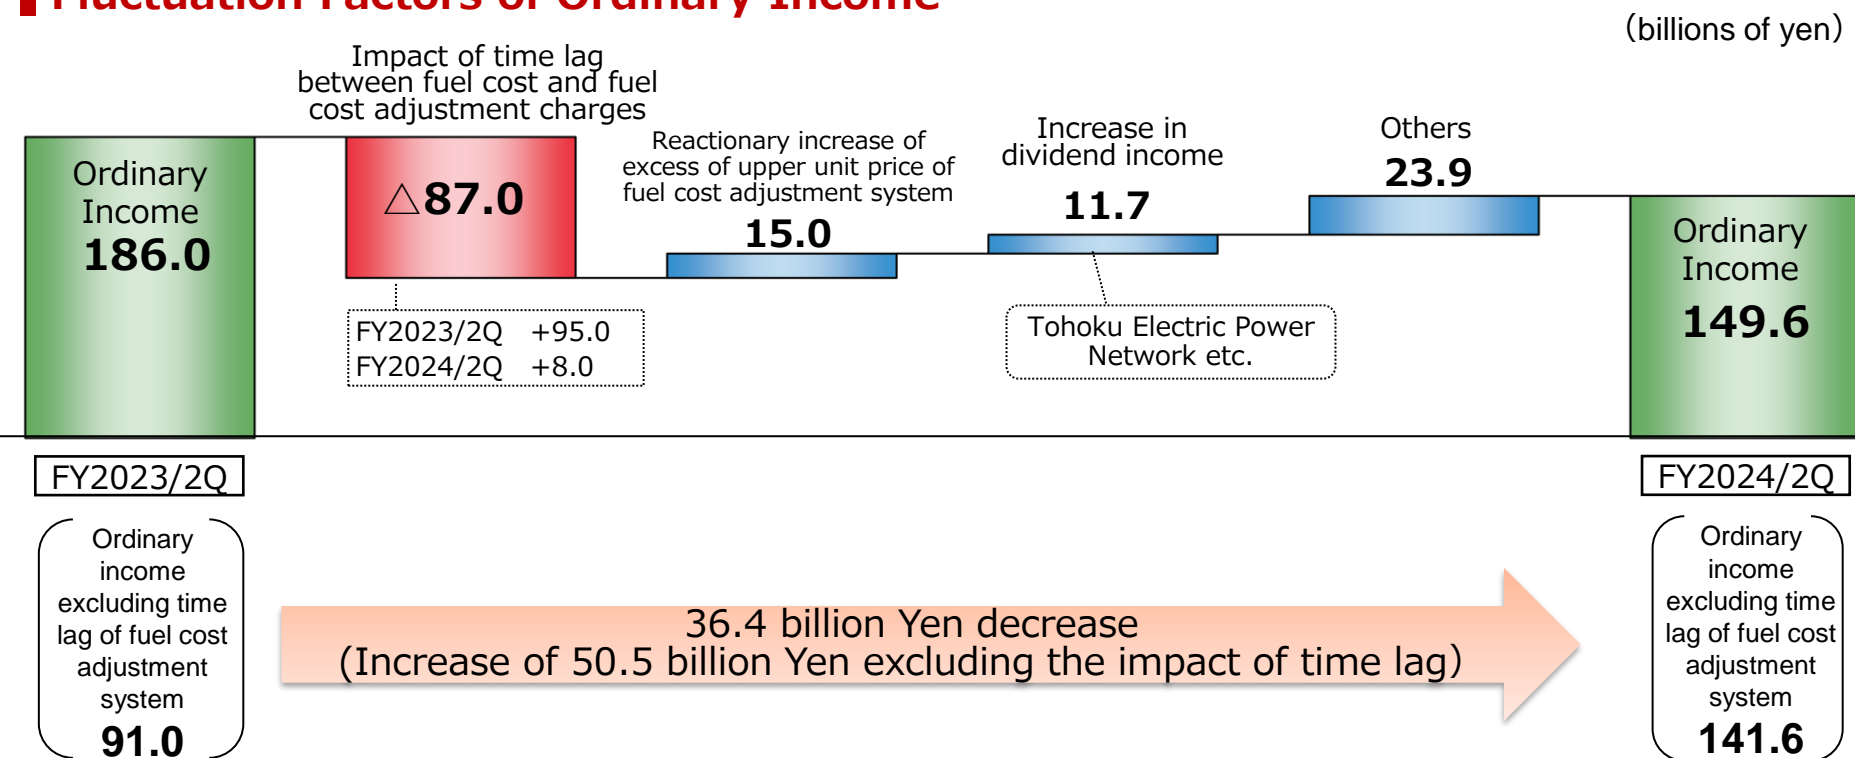 Fluctuation Factors of Ordinary Income
(billions of yen)
Impact of time lag
between fuel cost and fuel
cost adjustment charges
Ordinary
Income
186.0
△87.0
FY2023/2Q +95.0
FY2024/2Q +8.0
Reactionary increase of
excess of upper unit price of
fuel cost adjustment system
15.0
Increase in
dividend income
11.7
Tohoku Electric Power
Network etc.
Others
23.9
Ordinary
Income
149.6
FY2023/2Q
FY2024/2Q
Ordinary
income
excluding time
lag of fuel cost
adjustment
system
91.0
36.4 billion Yen decrease
(Increase of 50.5 billion Yen excluding the impact of time lag)
Ordinary
income
excluding time
lag of fuel cost
adjustment
system
141.6